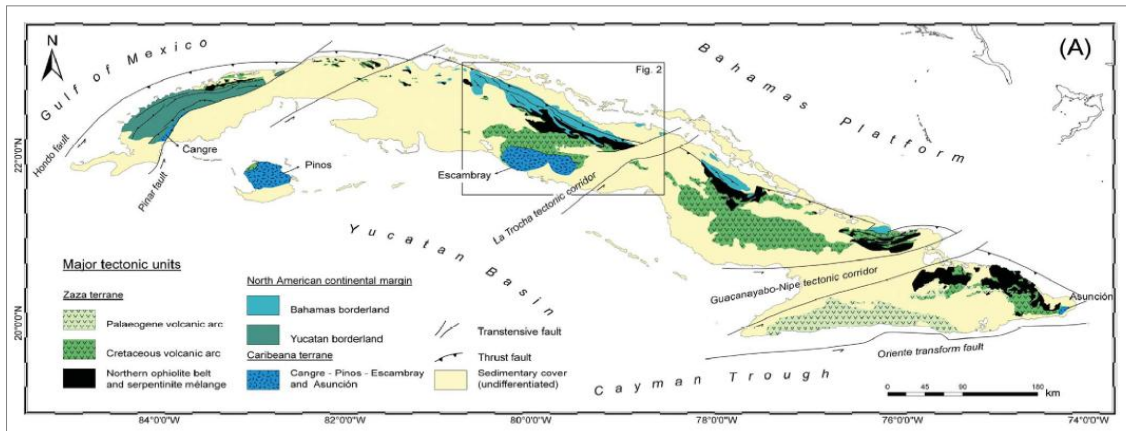 (A)
N
Gulf of Mexico
Bahamas
Platform
Fig. 2
Hondo fault
Pinar fault
Cangre
Pinos
Escambray
La Trocha tectonic corridor
Yucatan Basin
Guacanayabo-Nipe tectonic corridor
Asunción
Oriente transform fault
Cayman Trough
22°0'0"N
20°0'0"N
Major tectonic units
Zaza terrane
Palaeogene volcanic arc
Cretaceous volcanic arc
Northern ophiolite belt
and serpentinite mélange
North American continental margin
Bahamas borderland
Yucatan borderland
Caribeana terrane
Cangre - Pinos - Escambray
and Asunción
Transtensive fault
Thrust fault
Sedimentary cover
(undifferentiated)
0 22.5 45 90 180
km
84°0'0"W 82°0'0"W 80°0'0"W 78°0'0"W 76°0'0"W 74°0'0"W